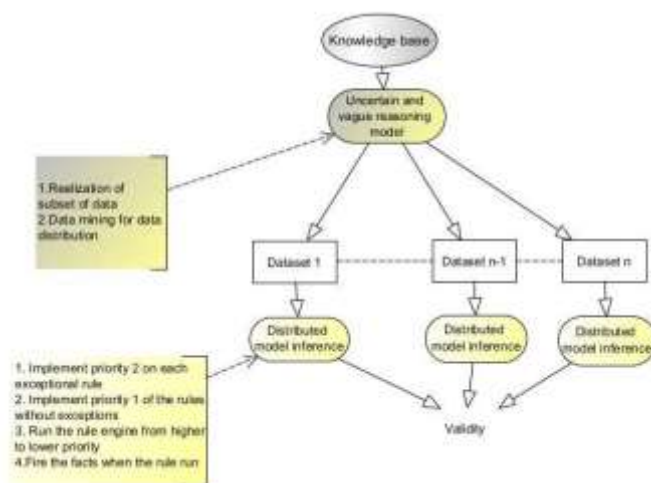 Knowledge base
Uncertain and
vague reasoning
model
1.Realization of
subset of data
2 Data mining for data
distribution
Dataset 1
Dataset n-1
Dataset n
Distributed
model inference
Distributed
model inference
Distributed
model inference
1. Implement priority 2 on each
exceptional rule
2. Implement priority 1 of the rules
without exceptions
3. Run the rule engine from higher
to lower priority
4.Fire the facts when the rule run
Validity